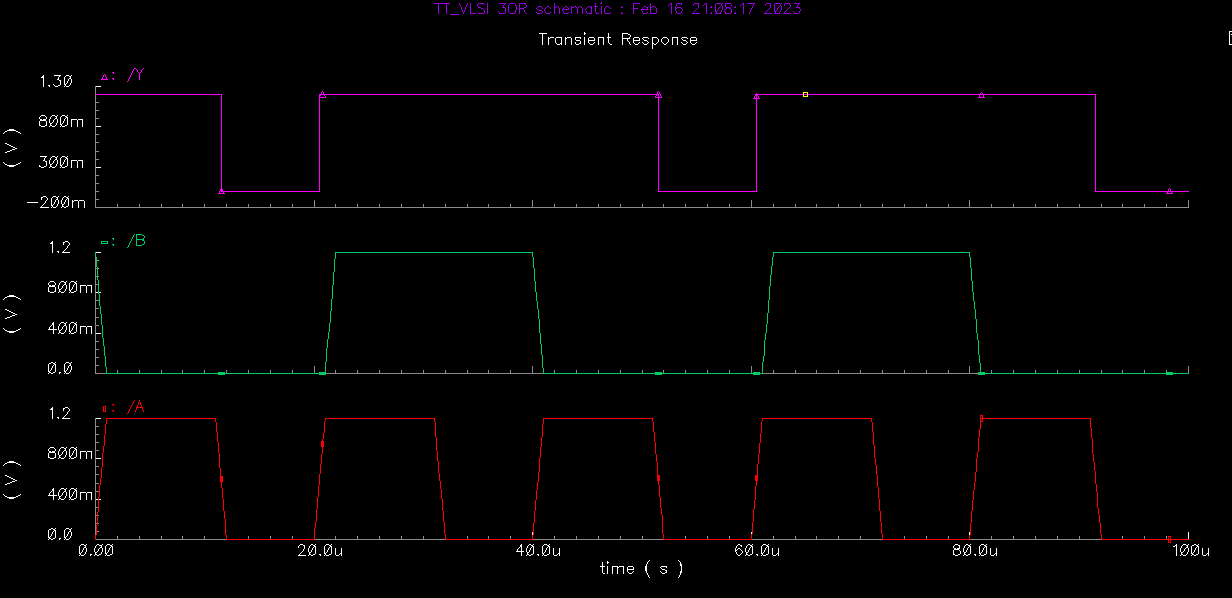 TT_VLSI 3OR schematic : Feb 16 21:08:17 2023
Transient Response
: /Y
1.30
800m
300m
-200m
( V )
: /B
1.2
800m
400m
0.0
( V )
: /A
1.2
800m
400m
0.0
( V )
0.00 20.0u 40.0u 60.0u 80.0u 100u
time ( s )